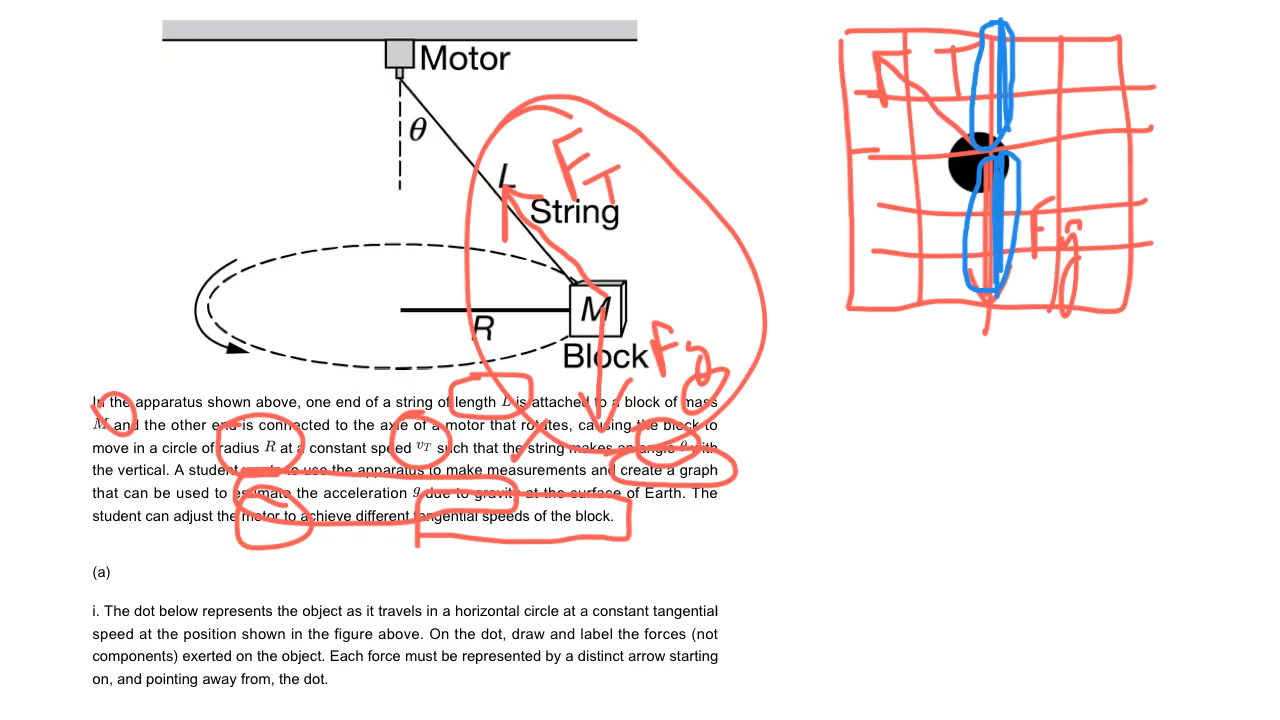 Motor
θ
F_T
L
String
M
R
Block
F_g
T
F_g
In the apparatus shown above, one end of a string of length L is attached to a block of mass
M and the other end is connected to the axle of a motor that rotates, causing the block to
move in a circle of radius R at a constant speed v_T such that the string makes an angle θ with
the vertical. A student wants to use the apparatus to make measurements and create a graph
that can be used to estimate the acceleration g due to gravity at the surface of Earth. The
student can adjust the motor to achieve different tangential speeds of the block.
(a)
i. The dot below represents the object as it travels in a horizontal circle at a constant tangential
speed at the position shown in the figure above. On the dot, draw and label the forces (not
components) exerted on the object. Each force must be represented by a distinct arrow starting
on, and pointing away from, the dot.